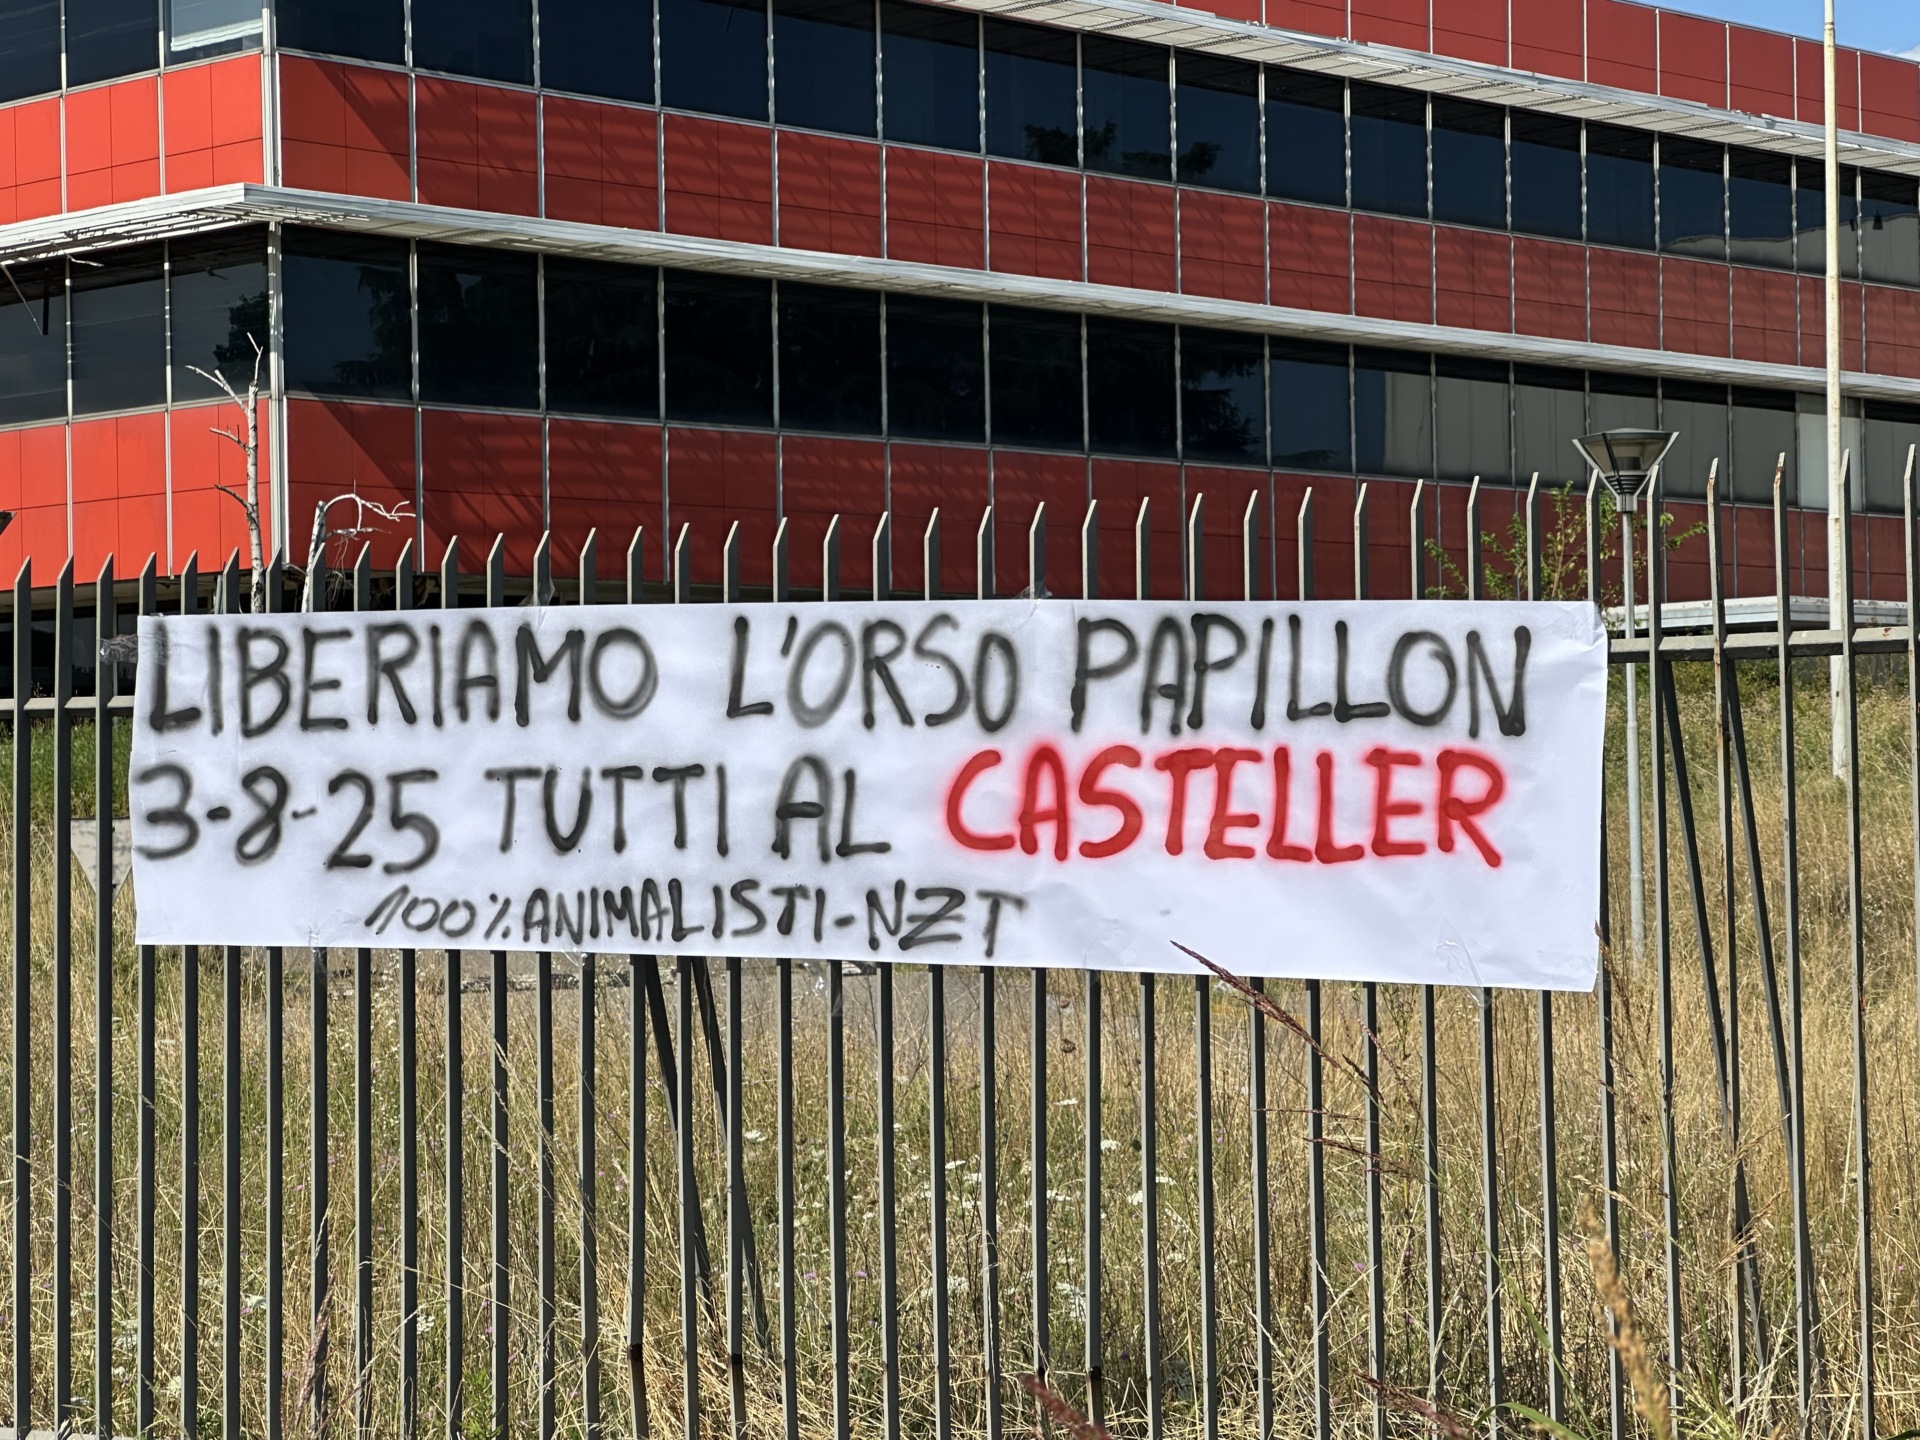 LIBERIAMO L'ORSO PAPILLON
3-8-25 TUTTI AL CASTELLER
100% ANIMALISTI-NZT